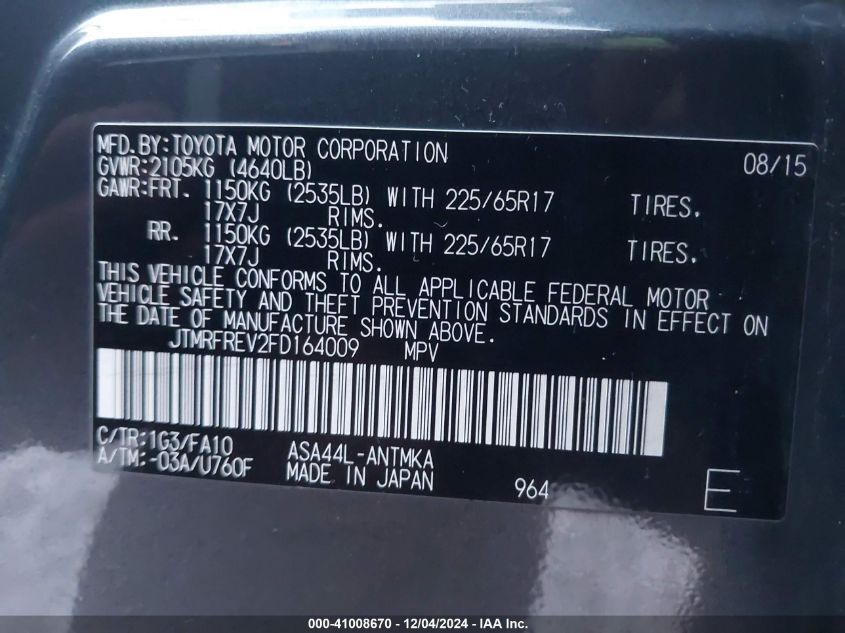 MFD.BY:TOYOTA MOTOR CORPORATION 08/15
GVWR:2105KG (4640LB)
GAWR:FRT. 1150KG (2535LB) WITH 225/65R17 TIRES.
17X7J RIMS.
RR. 1150KG (2535LB) WITH 225/65R17 TIRES.
17X7J RIMS.
THIS VEHICLE CONFORMS TO ALL APPLICABLE FEDERAL MOTOR
VEHICLE SAFETY AND THEFT PREVENTION STANDARDS IN EFFECT ON
THE DATE OF MANUFACTURE SHOWN ABOVE.
JTMRFREV2FD164009 MPV
C/TR:1G3/FA10 ASA44L-ANTMKA
A/TM:-03A/U760F MADE IN JAPAN 964 E
000-41008670 - 12/04/2024 - IAA Inc.